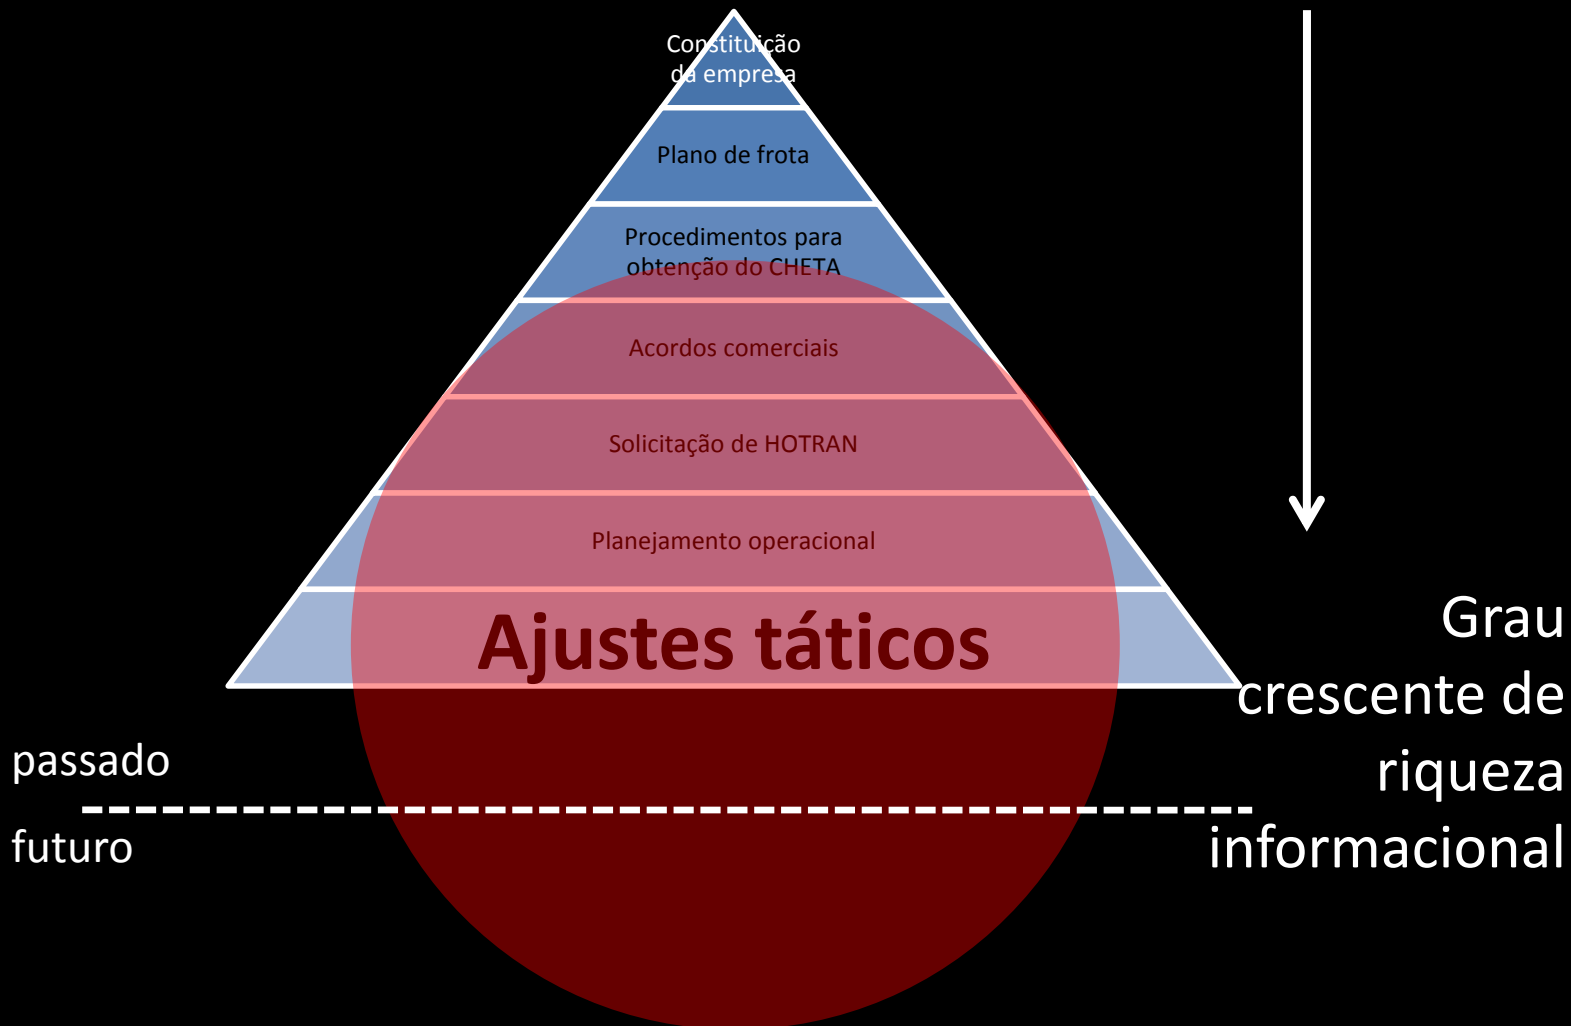 Constituição
da empresa
Plano de frota
Procedimentos para
obtenção do CHETA
Acordos comerciais
Solicitação de HOTRAN
Planejamento operacional
Ajustes táticos
Grau
crescente de
riqueza
informacional
passado
futuro